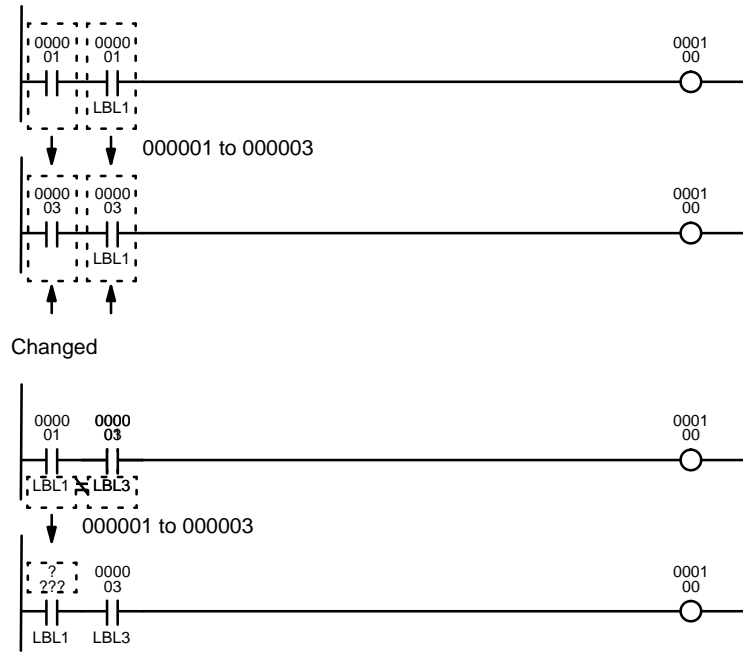 0000 0000 0001
01 01 00
LBL1
000001 to 000003
0000 0000 0001
03 03 00
LBL1
Changed
0000 0000 0001
01 00
LBL1 LBL3
000001 to 000003
? 0000 0001
??? 03 00
LBL1 LBL3